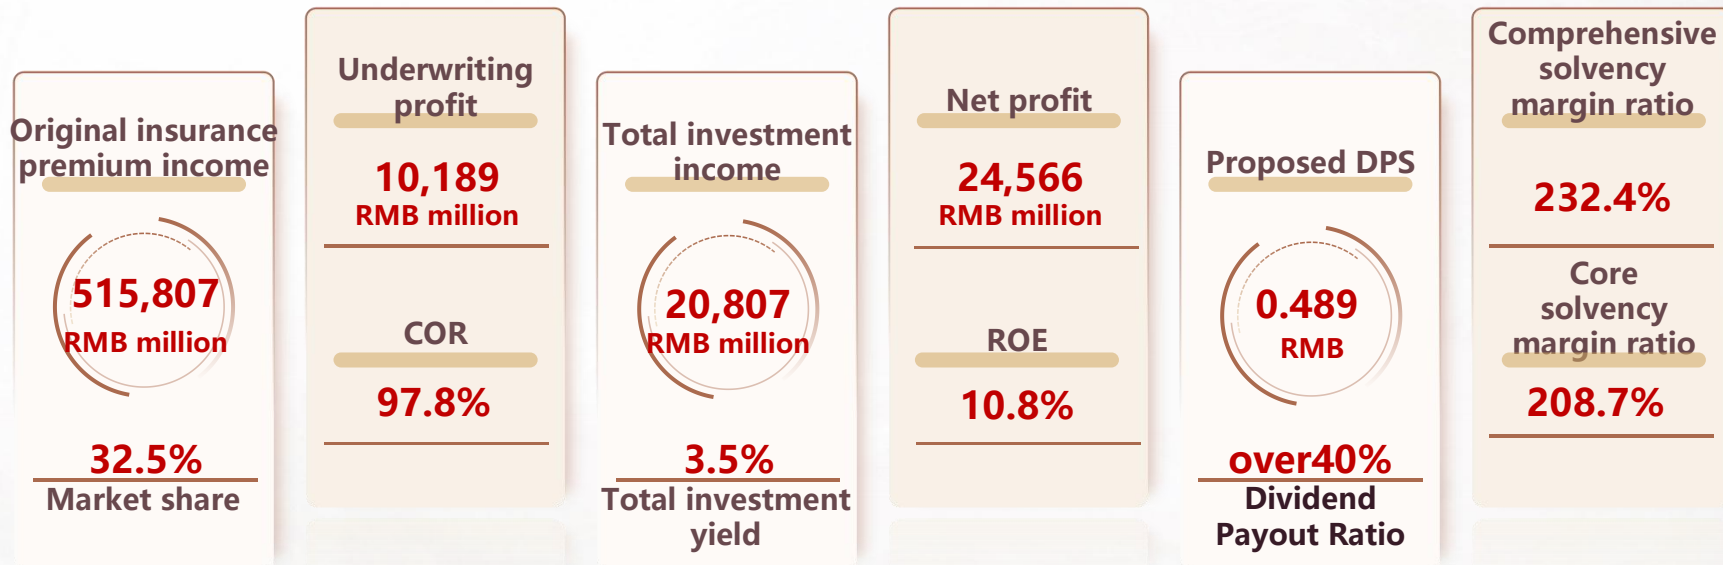 Original insurance
premium income
515,807
RMB million
32.5%
Market share
Underwriting
profit
10,189
RMB million
COR
97.8%
Total investment
income
20,807
RMB million
3.5%
Total investment
yield
Net profit
24,566
RMB million
ROE
10.8%
Proposed DPS
0.489
RMB
over40%
Dividend
Payout Ratio
Comprehensive
solvency
margin ratio
232.4%
Core
solvency
margin ratio
208.7%